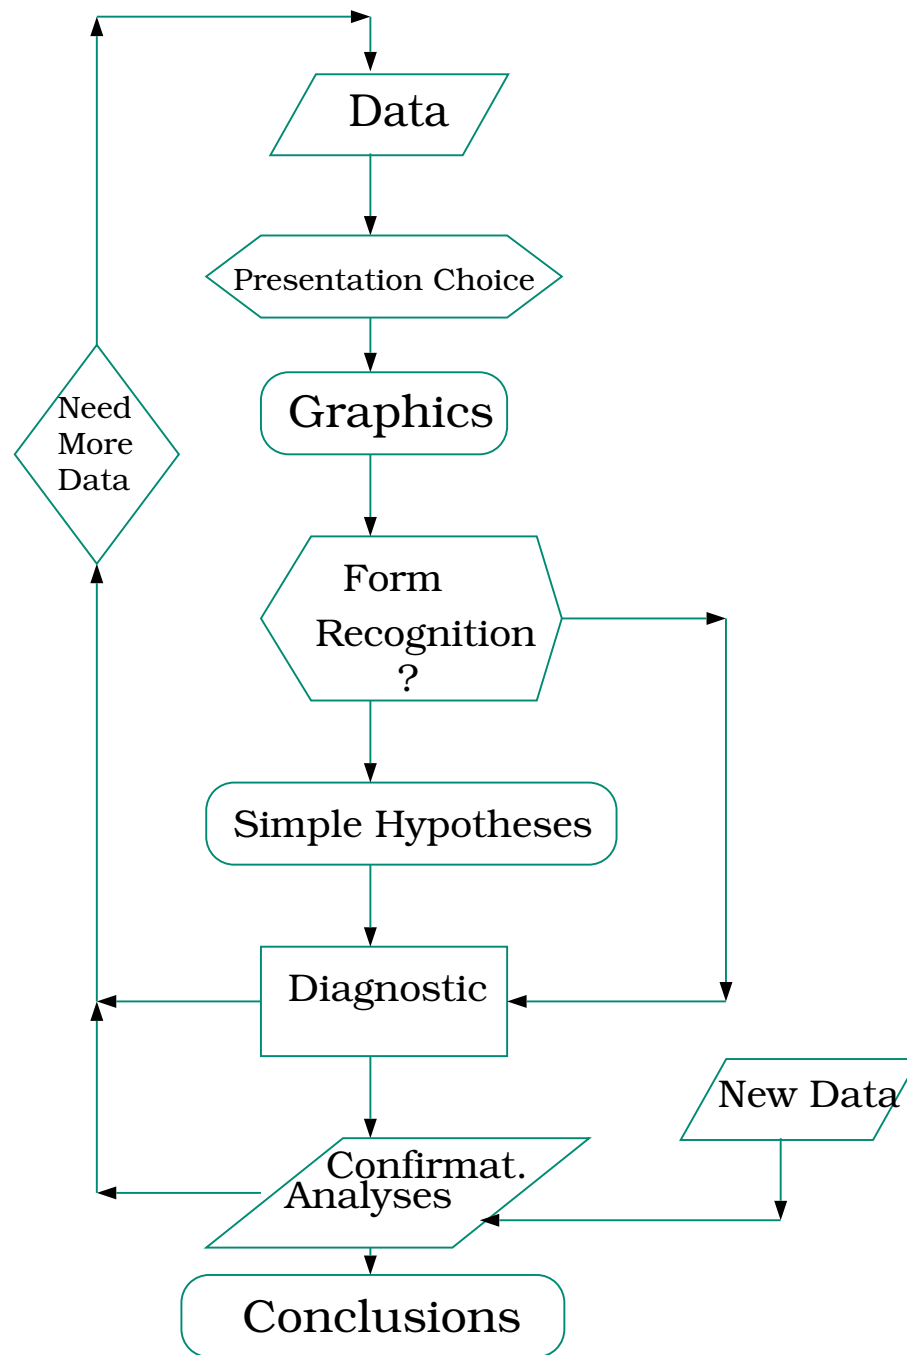 Data
Presentation Choice
Graphics
Need
More
Data
Form
Recognition
?
Simple Hypotheses
Diagnostic
New Data
Confirmat.
Analyses
Conclusions